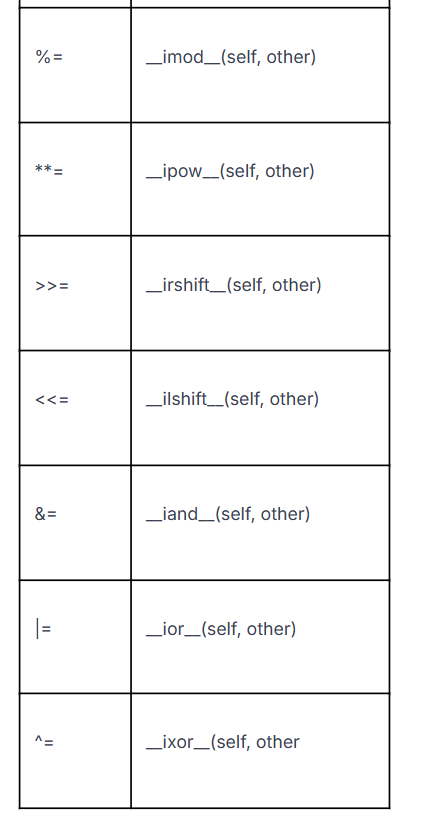 %= __imod__(self, other)
**= __ipow__(self, other)
>>= __irshift__(self, other)
<<= __ilshift__(self, other)
&= __iand__(self, other)
|= __ior__(self, other)
^= __ixor__(self, other